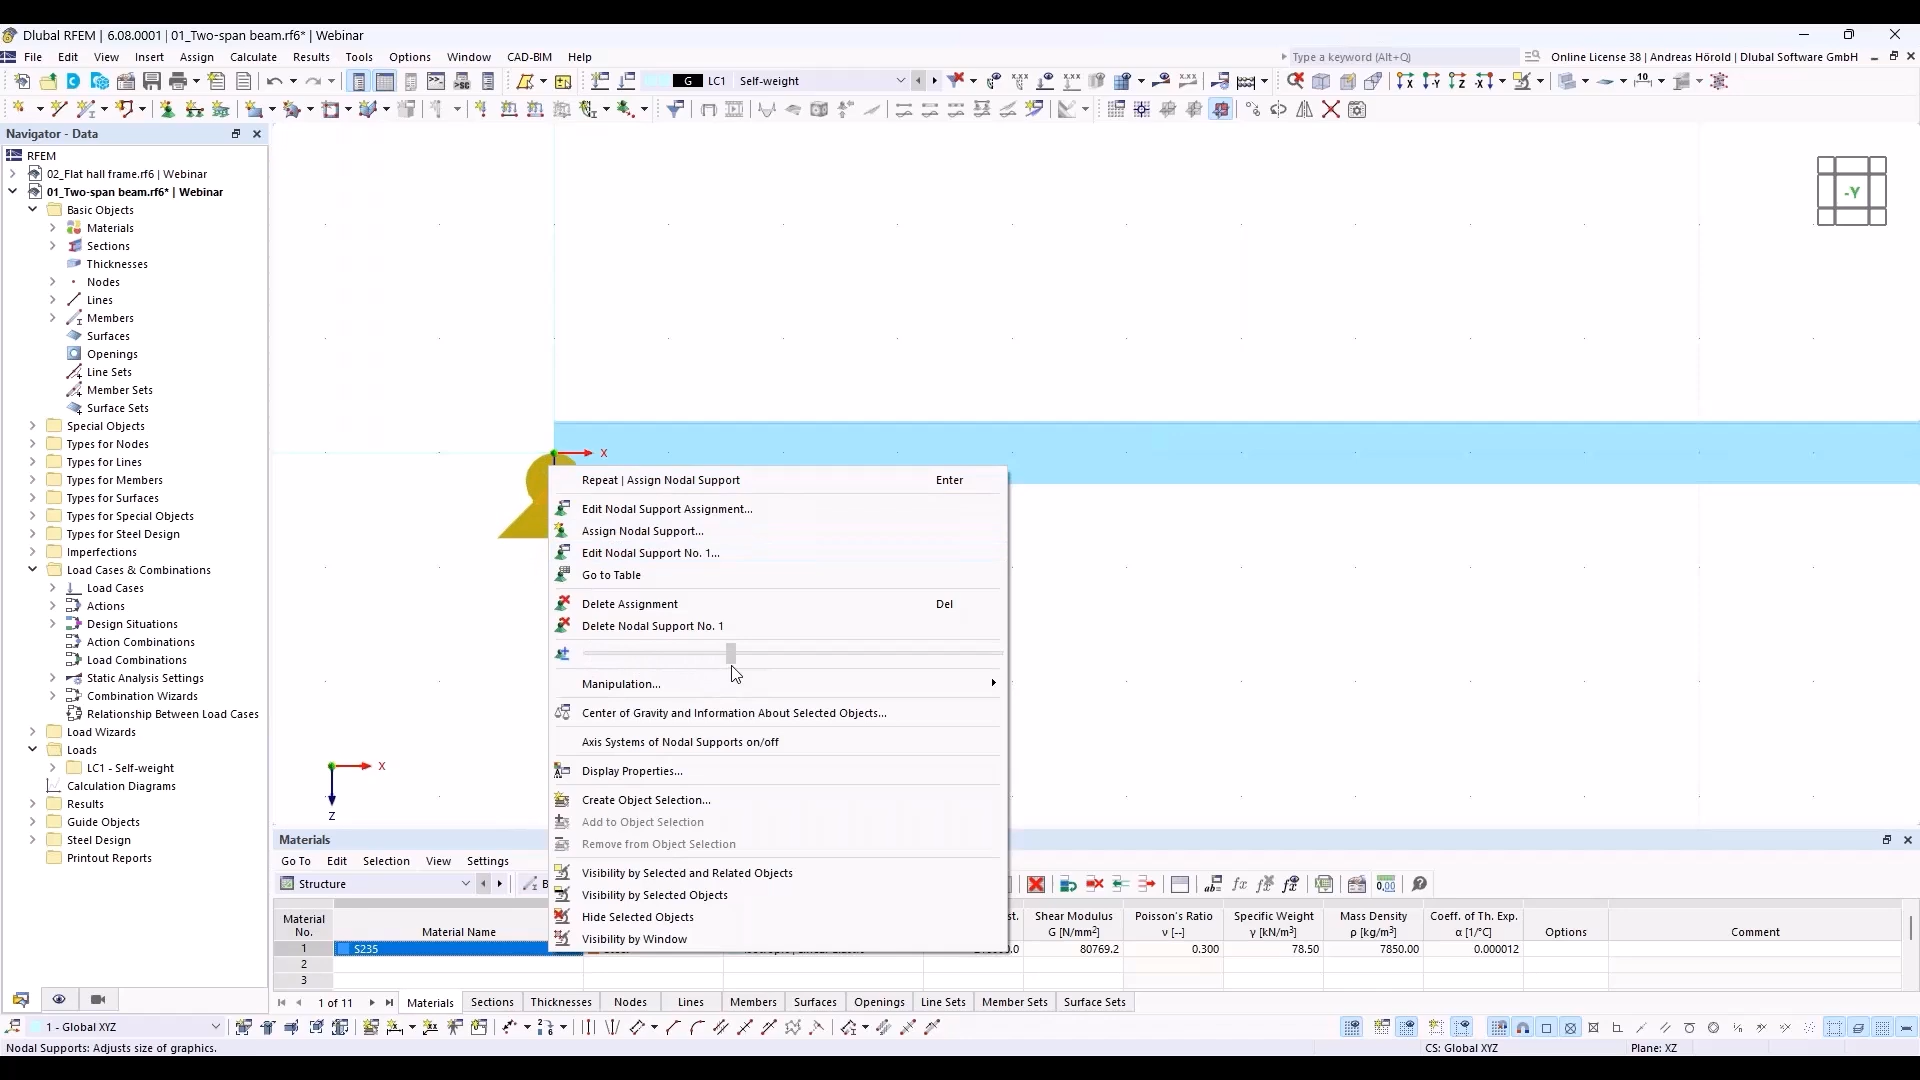 Dlubal RFEM | 6.08.0001 | 01_Two-span beam.rf6* | Webinar
File Edit View Insert Assign Calculate Results Tools Options Window CAD-BIM Help
Type a keyword (Alt+Q)
Online License 38 | Andreas Hörold | Dlubal Software GmbH
G LC1 Self-weight
Navigator - Data
RFEM
02_Flat hall frame.rf6 | Webinar
01_Two-span beam.rf6* | Webinar
Basic Objects
Materials
Sections
Thicknesses
Nodes
Lines
Members
Surfaces
Openings
Line Sets
Member Sets
Surface Sets
Special Objects
Types for Nodes
Types for Lines
Types for Members
Types for Surfaces
Types for Special Objects
Types for Steel Design
Imperfections
Load Cases & Combinations
Load Cases
Actions
Design Situations
Action Combinations
Load Combinations
Static Analysis Settings
Combination Wizards
Relationship Between Load Cases
Load Wizards
Loads
LC1 - Self-weight
Calculation Diagrams
Results
Guide Objects
Steel Design
Printout Reports
-Y
X
X
Z
Repeat | Assign Nodal Support Enter
Edit Nodal Support Assignment...
Assign Nodal Support...
Edit Nodal Support No. 1...
Go to Table
Delete Assignment Del
Delete Nodal Support No. 1
Manipulation...
Center of Gravity and Information About Selected Objects...
Axis Systems of Nodal Supports on/off
Display Properties...
Create Object Selection...
Add to Object Selection
Remove from Object Selection
Visibility by Selected and Related Objects
Visibility by Selected Objects
Hide Selected Objects
Visibility by Window
Materials
Go To Edit Selection View Settings
Structure
Material No. Material Name Shear Modulus G [N/mm²] Poisson's Ratio ν [--] Specific Weight γ [kN/m³] Mass Density ρ [kg/m³] Coeff. of Th. Exp. α [1/°C] Options Comment
1 S235 80769.2 0.300 78.50 7850.00 0.000012
2
3
1 of 11 Materials Sections Thicknesses Nodes Lines Members Surfaces Openings Line Sets Member Sets Surface Sets
1 - Global XYZ
Nodal Supports: Adjusts size of graphics.
CS: Global XYZ
Plane: XZ